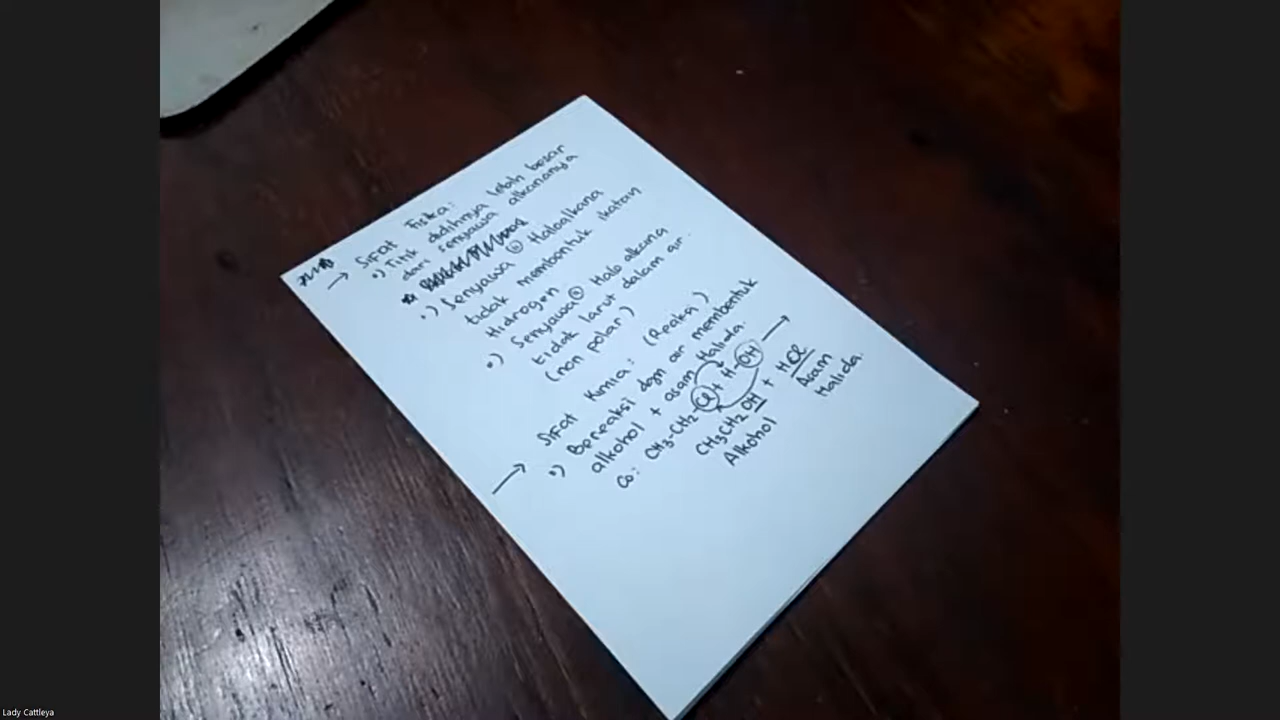 → Sifat Fisika:
•) Titik didihnya lebih besar
dari senyawa alkananya
•) Senyawa² Haloalkana
tidak membentuk ikatan
Hidrogen
•) Senyawa² Halo alkana
tidak larut dalam air.
(non polar)
→ Sifat Kimia: (Reaksi)
•) Bereaksi dgn air membentuk
alkohol + asam Halida.
Co: CH3-CH2-Cl + H-OH →
CH3CH2OH + HCl
Alkohol Asam
Halida.
Lady Cattleya